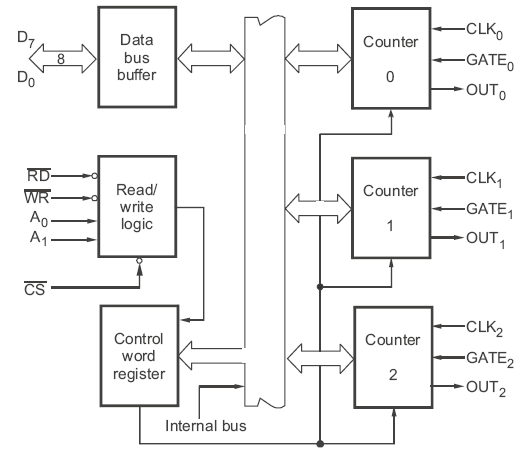 D7
8
D0
Data
bus
buffer
Counter
0
CLK0
GATE0
OUT0
RD
WR
A0
A1
CS
Read/
write
logic
Counter
1
CLK1
GATE1
OUT1
Control
word
register
Internal bus
Counter
2
CLK2
GATE2
OUT2